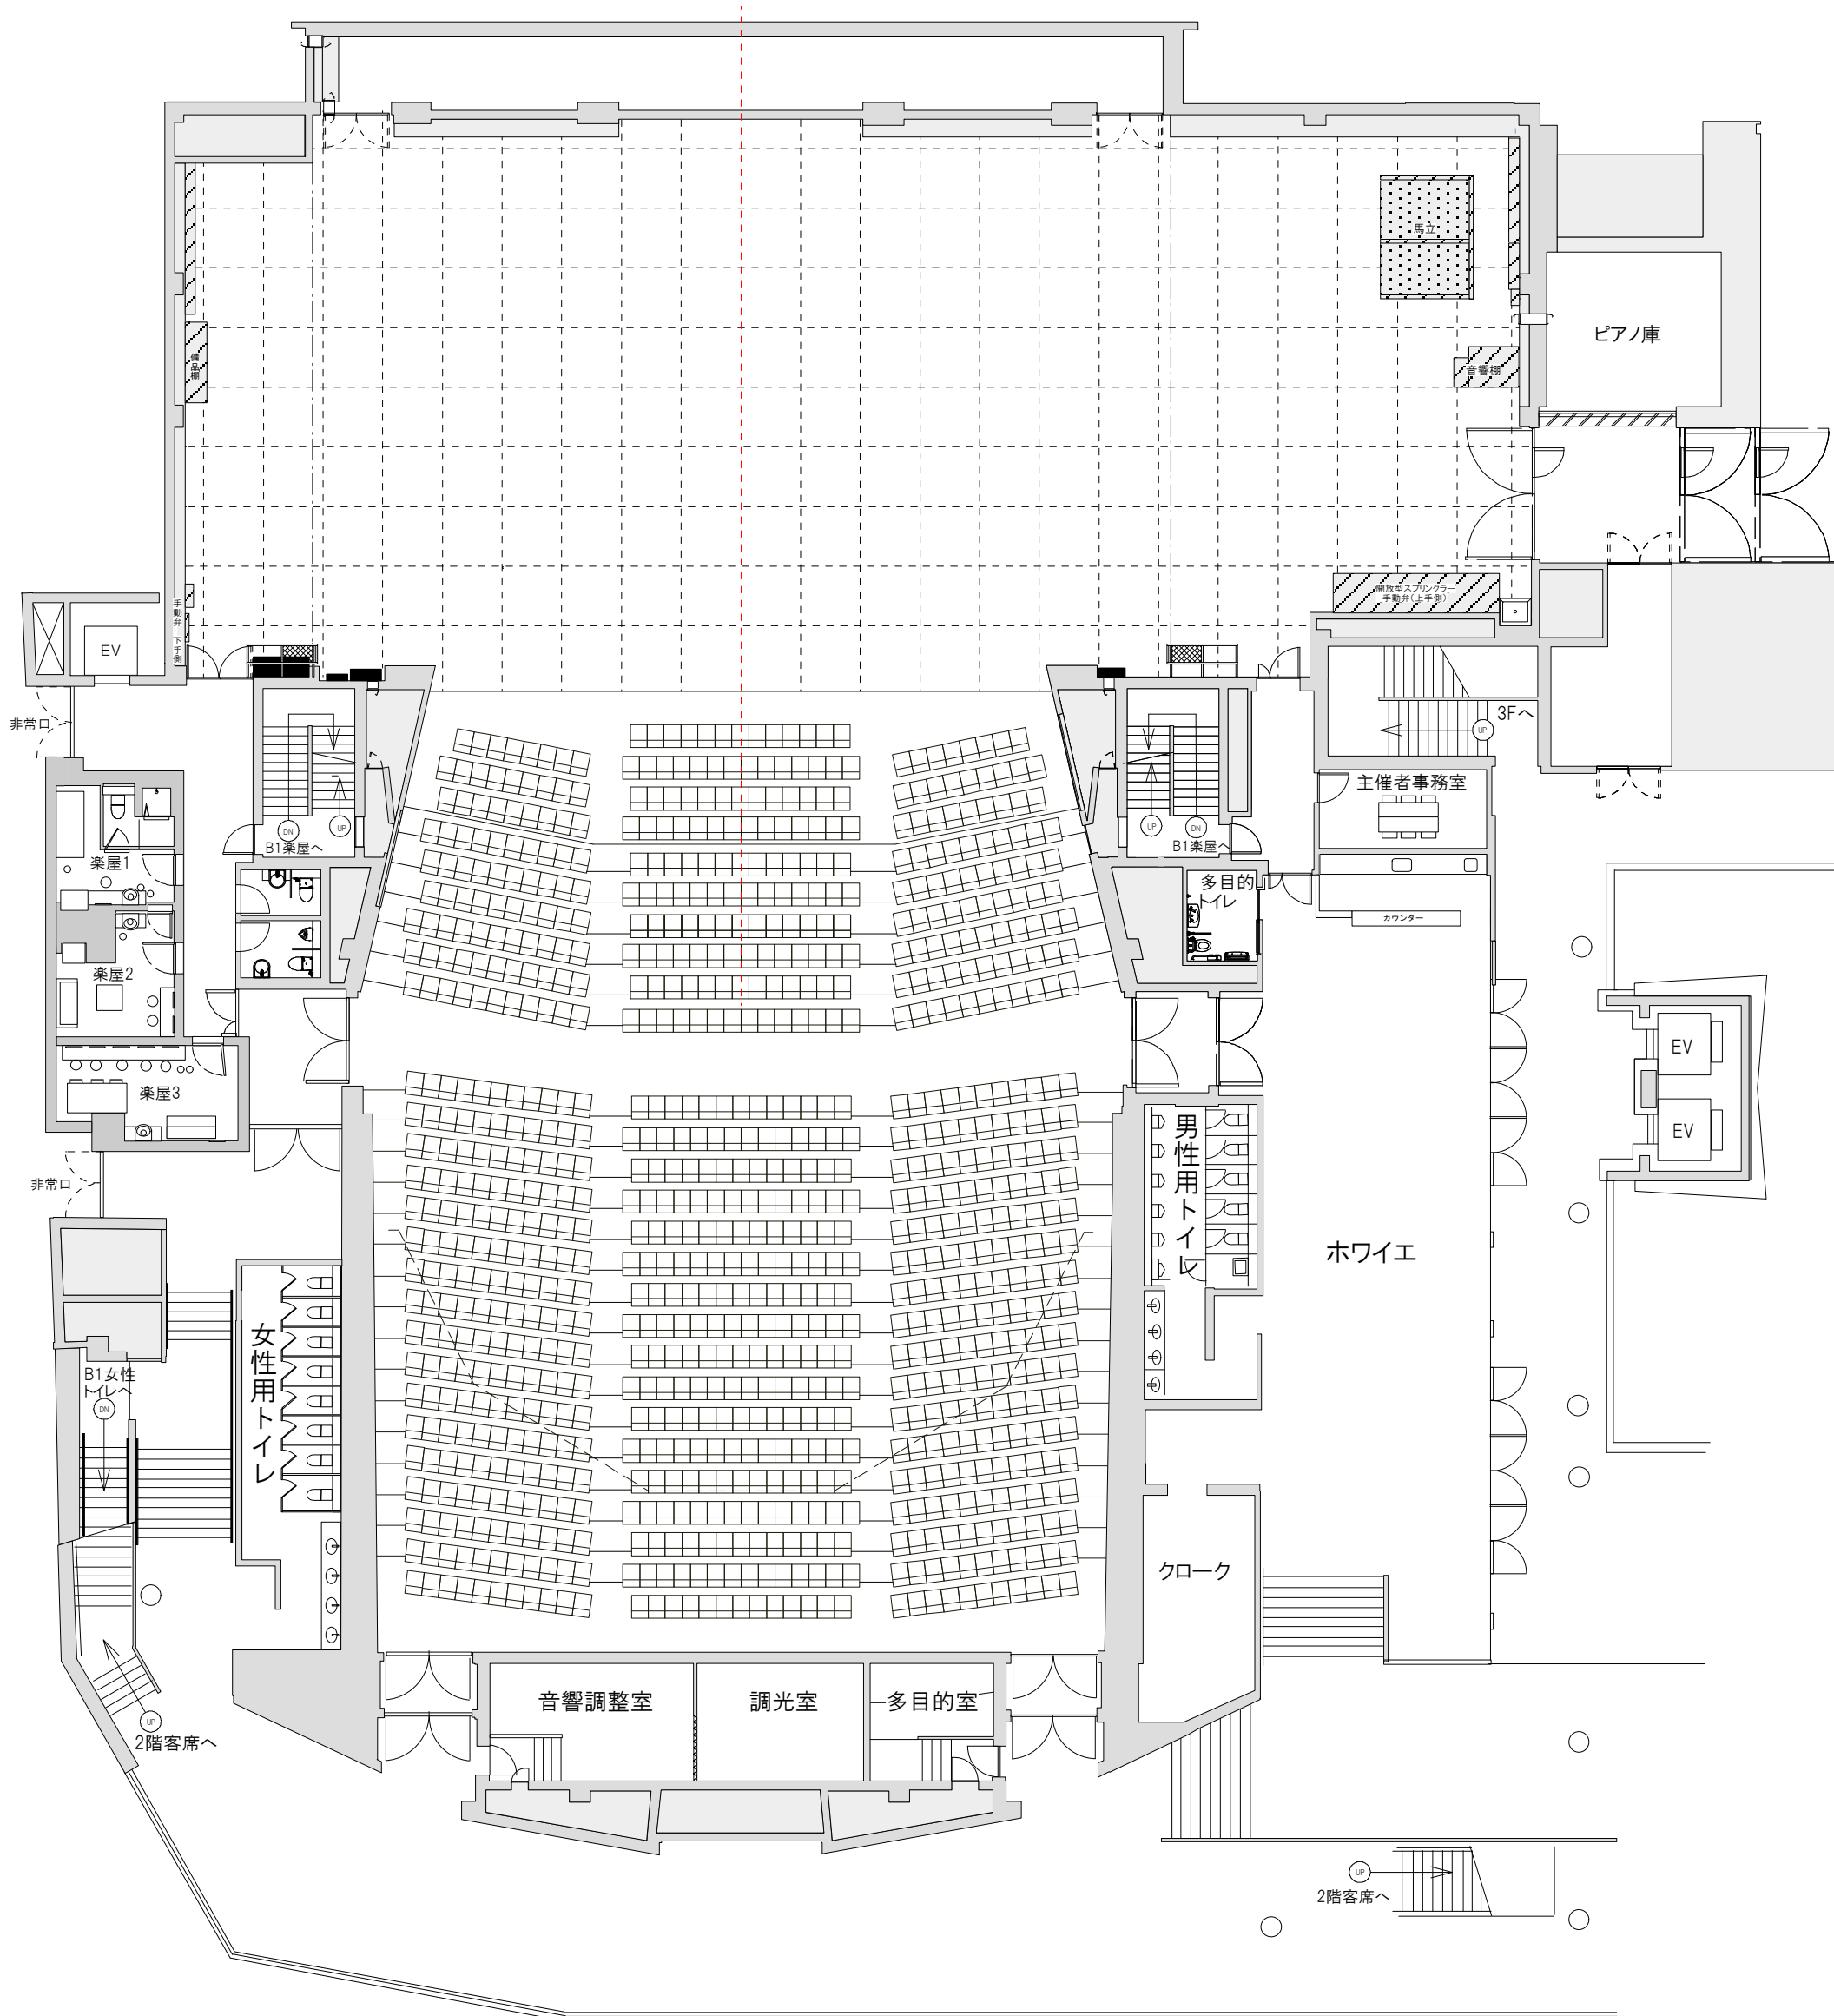 馬立
ピアノ庫
備品棚
音響棚
開放型スプリンクラー
手動弁(上手側)
手動弁・下手側
EV
非常口
3Fへ
UP
主催者事務室
DN
UP
B1楽屋へ
UP
DN
B1楽屋へ
楽屋1
多目的
トイレ
カウンター
楽屋2
EV
楽屋3
EV
男性用トイレ
非常口
ホワイエ
女性用トイレ
B1女性
トイレへ
DN
クローク
音響調整室
調光室
多目的室
UP
2階客席へ
UP
2階客席へ